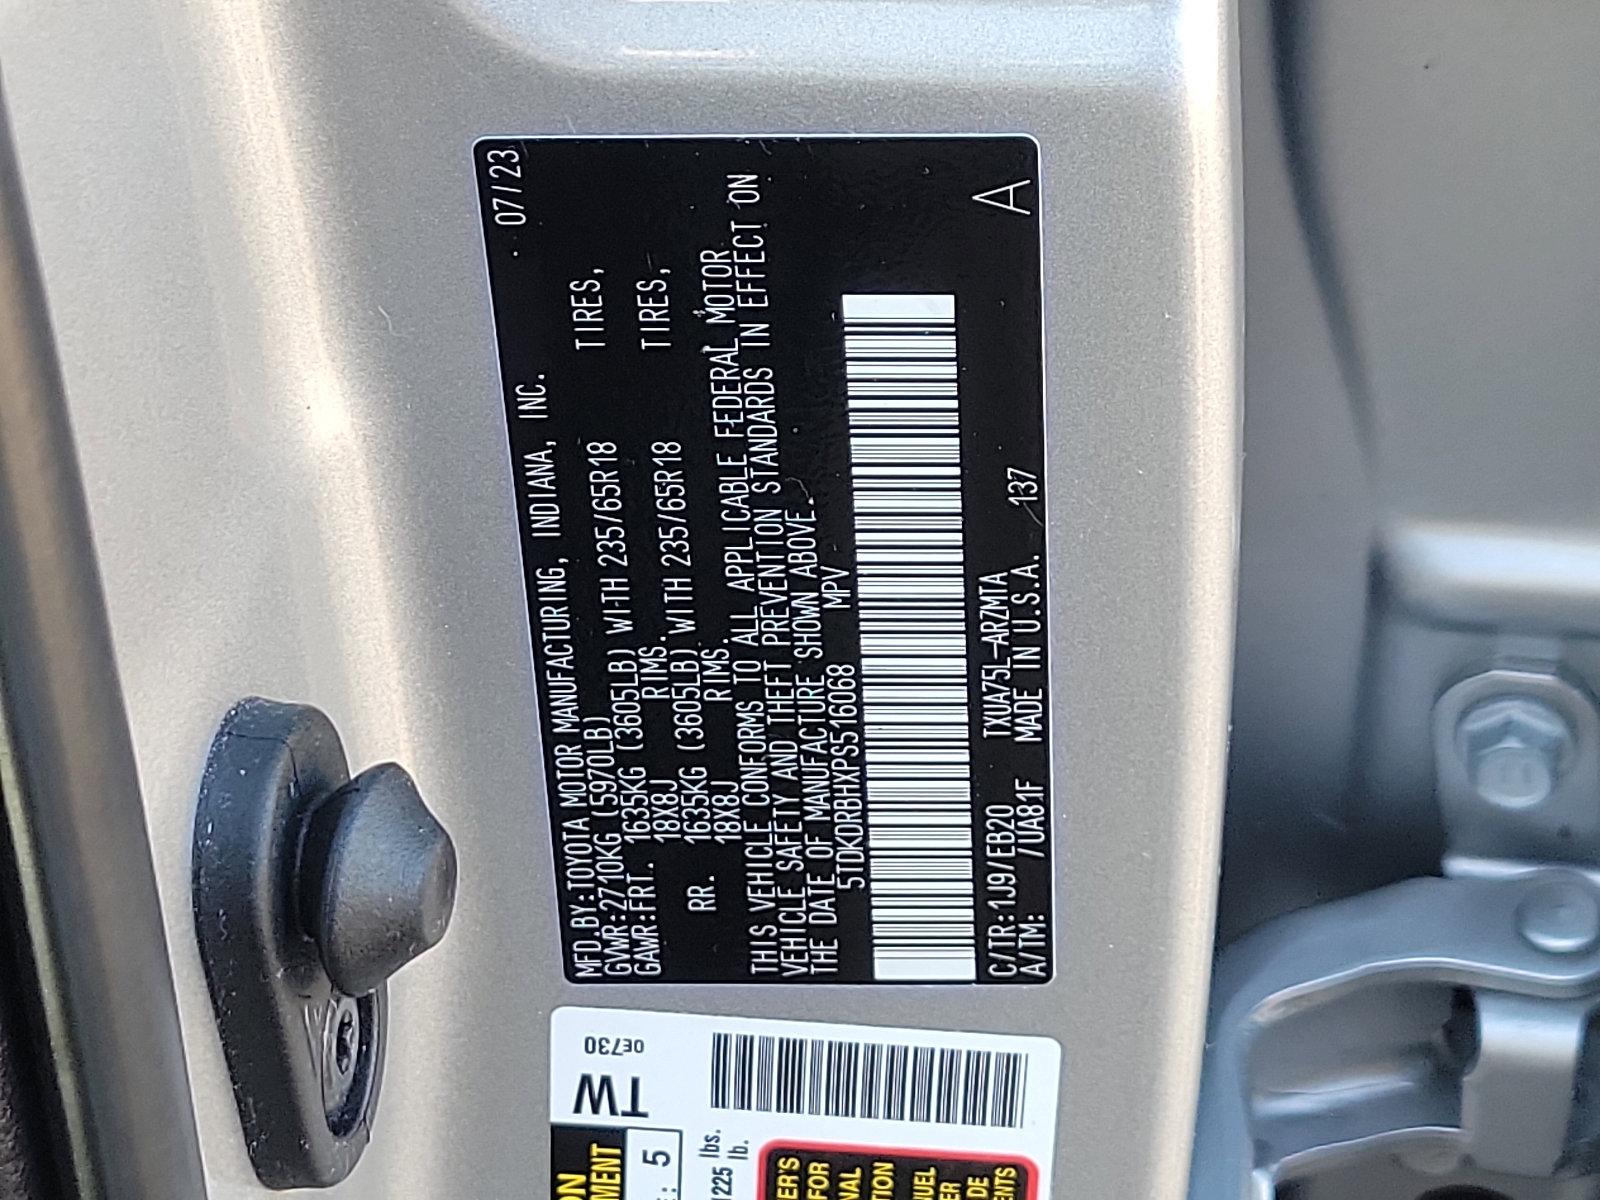 07/23
MFD.BY:TOYOTA MOTOR MANUFACTURING, INDIANA, INC.
GVWR:2710KG (5970LB)
GAWR:FRT. 1635KG (3605LB) WITH 235/65R18 TIRES,
18X8J RIMS.
RR. 1635KG (3605LB) WITH 235/65R18 TIRES,
18X8J RIMS.
THIS VEHICLE CONFORMS TO ALL APPLICABLE FEDERAL MOTOR
VEHICLE SAFETY AND THEFT PREVENTION STANDARDS IN EFFECT ON
THE DATE OF MANUFACTURE SHOWN ABOVE.
5TDKDRBHXPS516068 MPV
A
C/TR:1J9/EB20 TXUA75L-ARZMTA
A/TM: /UA81F MADE IN U.S.A. 137
TW 0E730
5
1225 lbs.
lb.